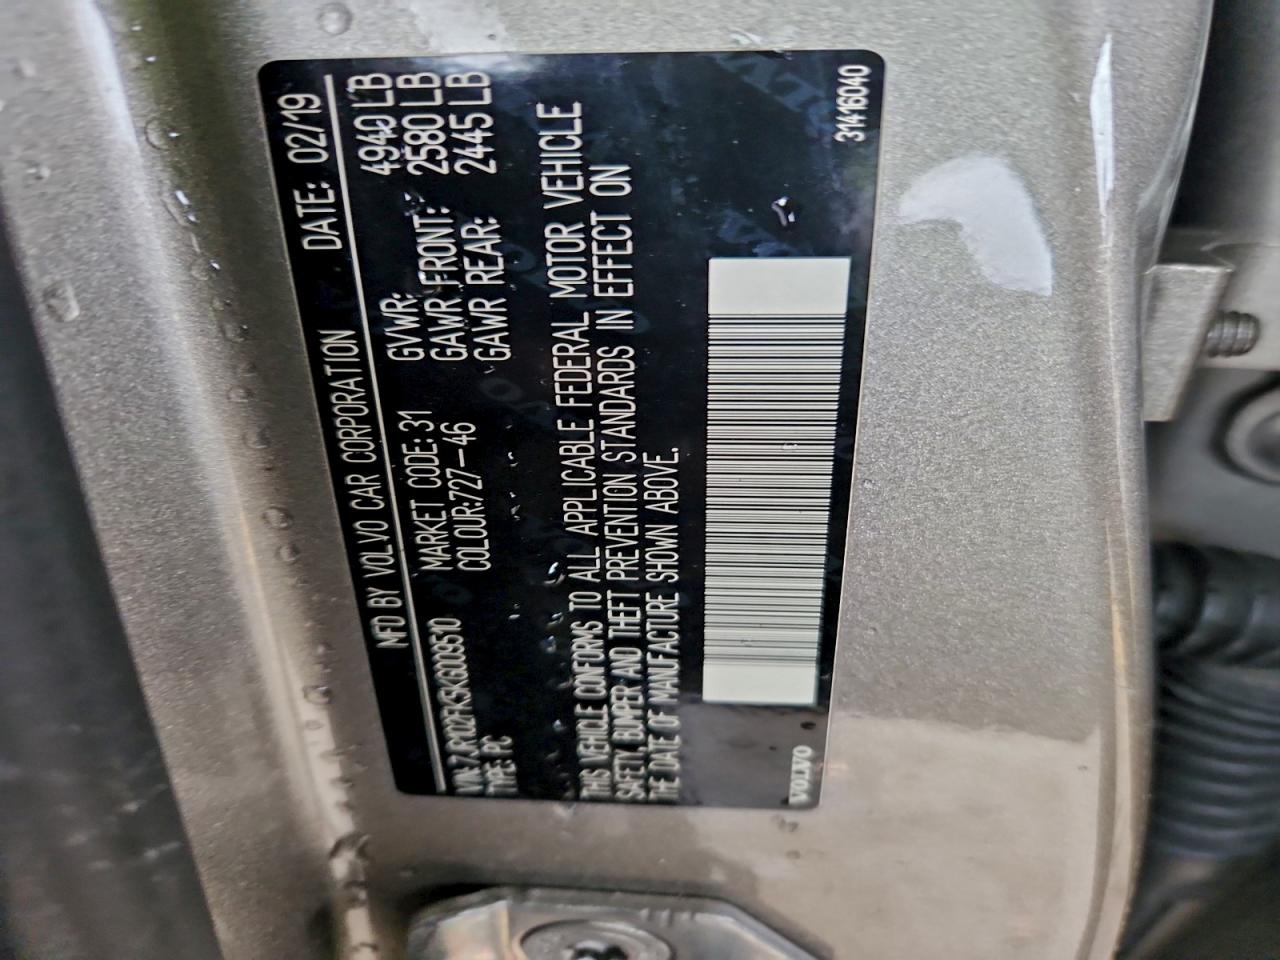 MFD BY VOLVO CAR CORPORATION DATE: 02/19
VIN: 7JR102FK5KG009510 MARKET CODE: 31 GVWR: 4940 LB
TYPE: PC COLOUR:727-46 GAWR FRONT: 2580 LB
GAWR REAR: 2445 LB
THIS VEHICLE CONFORMS TO ALL APPLICABLE FEDERAL MOTOR VEHICLE
SAFETY, BUMPER AND THEFT PREVENTION STANDARDS IN EFFECT ON
THE DATE OF MANUFACTURE SHOWN ABOVE.
VOLVO 31416040